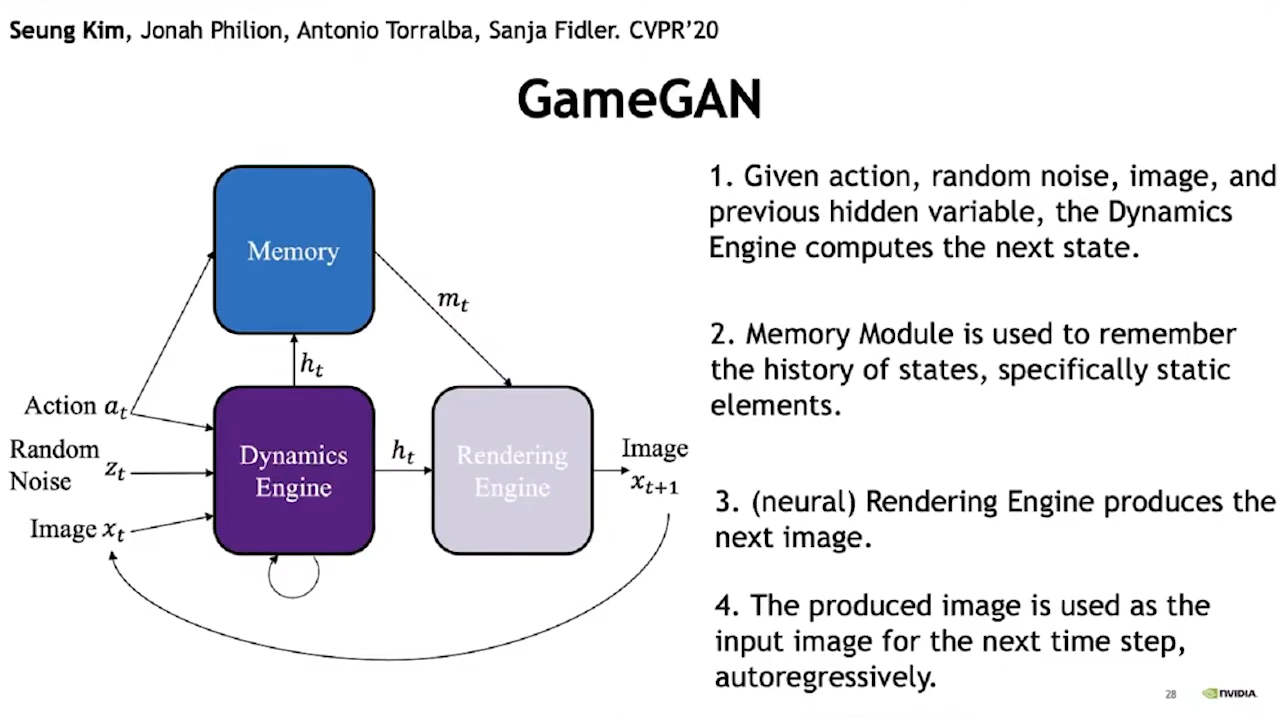 Seung Kim, Jonah Philion, Antonio Torralba, Sanja Fidler. CVPR'20
GameGAN
Memory
m_t
h_t
Action a_t
Random
Noise z_t
Image x_t
Dynamics
Engine
h_t
Rendering
Engine
Image
x_{t+1}
1. Given action, random noise, image, and
previous hidden variable, the Dynamics
Engine computes the next state.
2. Memory Module is used to remember
the history of states, specifically static
elements.
3. (neural) Rendering Engine produces the
next image.
4. The produced image is used as the
input image for the next time step,
autoregressively.
28
NVIDIA.